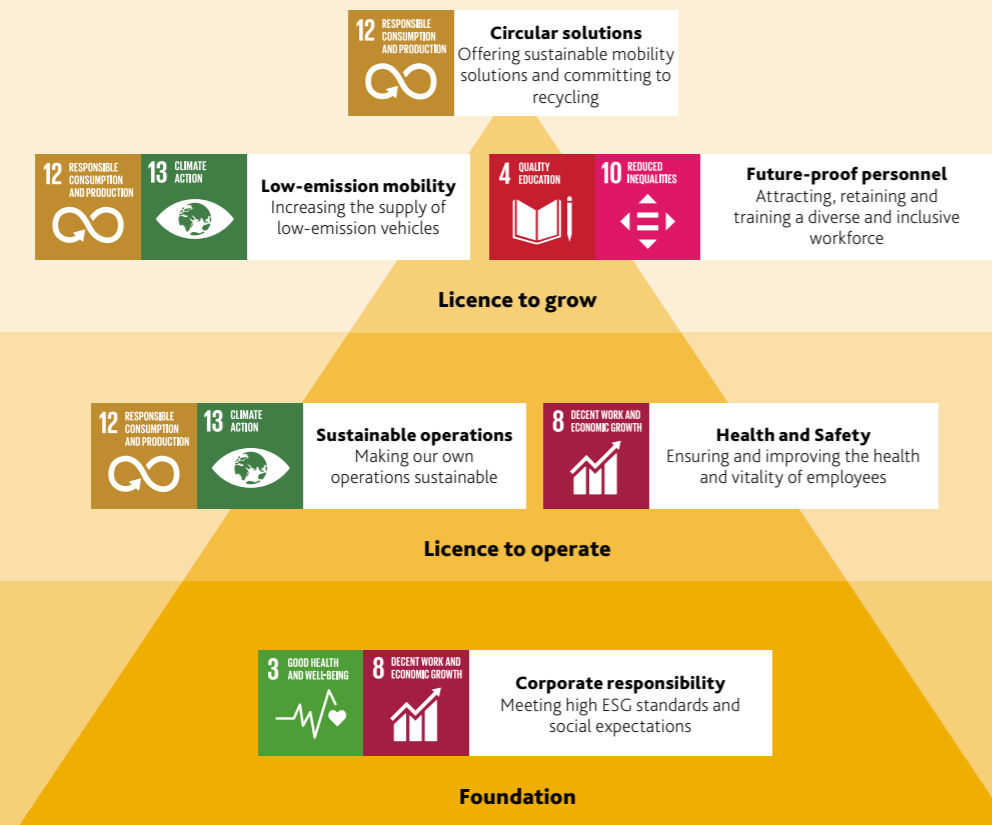 12 RESPONSIBLE
CONSUMPTION
AND PRODUCTION
Circular solutions
Offering sustainable mobility
solutions and committing to
recycling
12 RESPONSIBLE
CONSUMPTION
AND PRODUCTION
13 CLIMATE
ACTION
Low-emission mobility
Increasing the supply of
low-emission vehicles
4 QUALITY
EDUCATION
10 REDUCED
INEQUALITIES
Future-proof personnel
Attracting, retaining and
training a diverse and inclusive
workforce
Licence to grow
12 RESPONSIBLE
CONSUMPTION
AND PRODUCTION
13 CLIMATE
ACTION
Sustainable operations
Making our own
operations sustainable
8 DECENT WORK AND
ECONOMIC GROWTH
Health and Safety
Ensuring and improving the health
and vitality of employees
Licence to operate
3 GOOD HEALTH
AND WELL-BEING
8 DECENT WORK AND
ECONOMIC GROWTH
Corporate responsibility
Meeting high ESG standards and
social expectations
Foundation